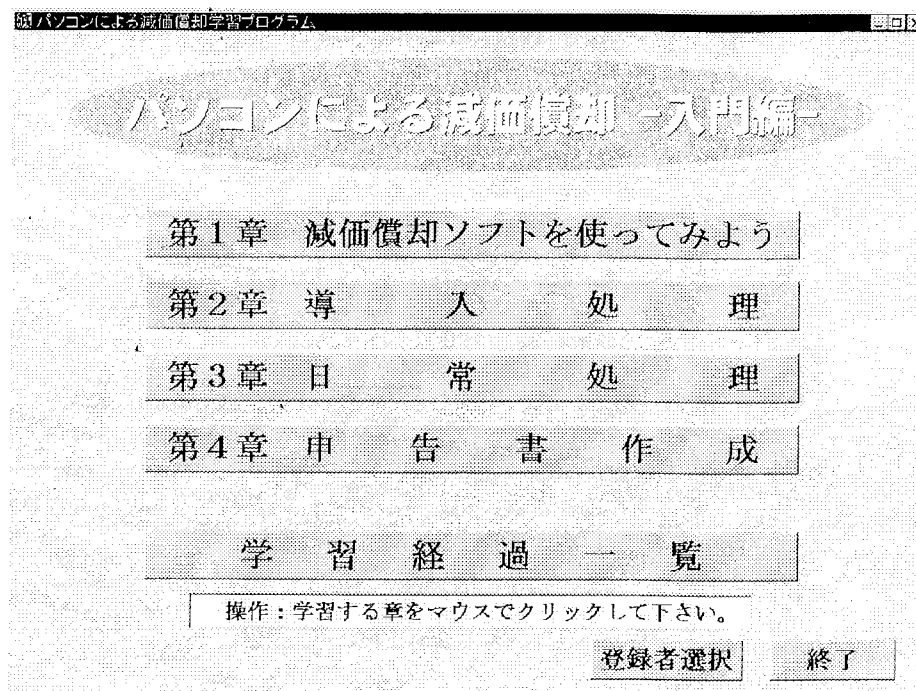 パソコンによる減価償却学習プログラム
パソコンによる減価償却 -入門編-
第1章 減価償却ソフトを使ってみよう
第2章 導入処理
第3章 日常処理
第4章 申告書作成
学習経過一覧
操作：学習する章をマウスでクリックして下さい。
登録者選択 終了